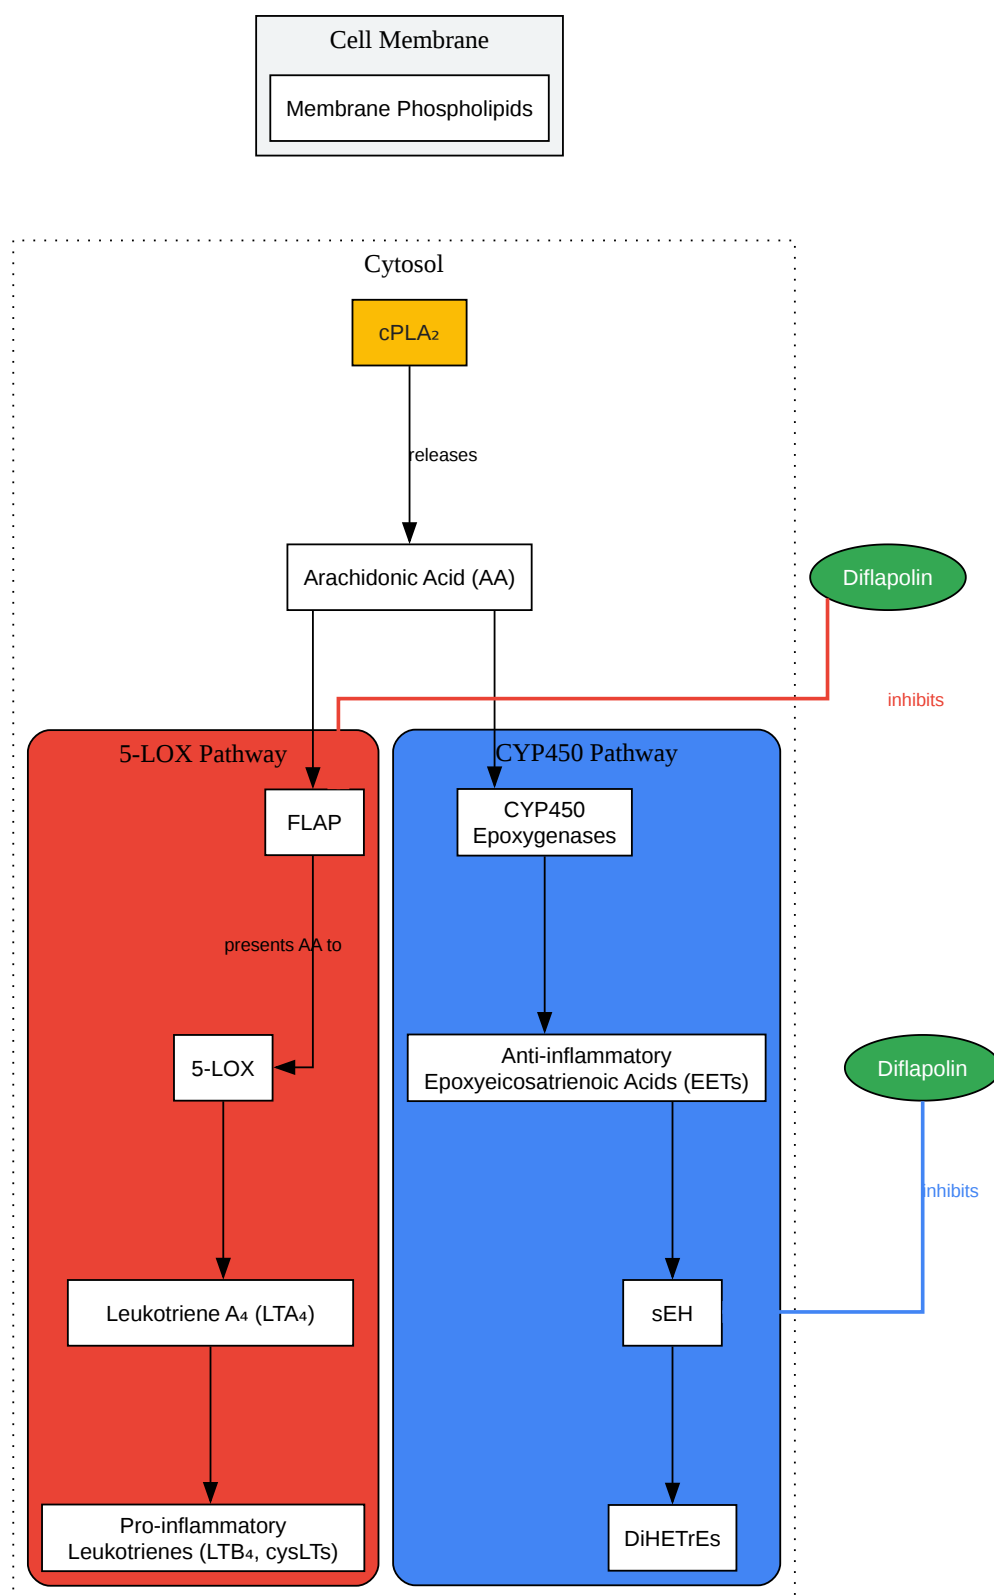 Cell Membrane
Membrane Phospholipids
Cytosol
cPLA₂
releases
Arachidonic Acid (AA)
Diflapolin
inhibits
5-LOX Pathway
CYP450 Pathway
FLAP
CYP450
Epoxygenases
presents AA to
5-LOX
Anti-inflammatory
Epoxyeicosatrienoic Acids (EETs)
Diflapolin
inhibits
Leukotriene A₄ (LTA₄)
sEH
Pro-inflammatory
Leukotrienes (LTB₄, cysLTs)
DiHETrEs